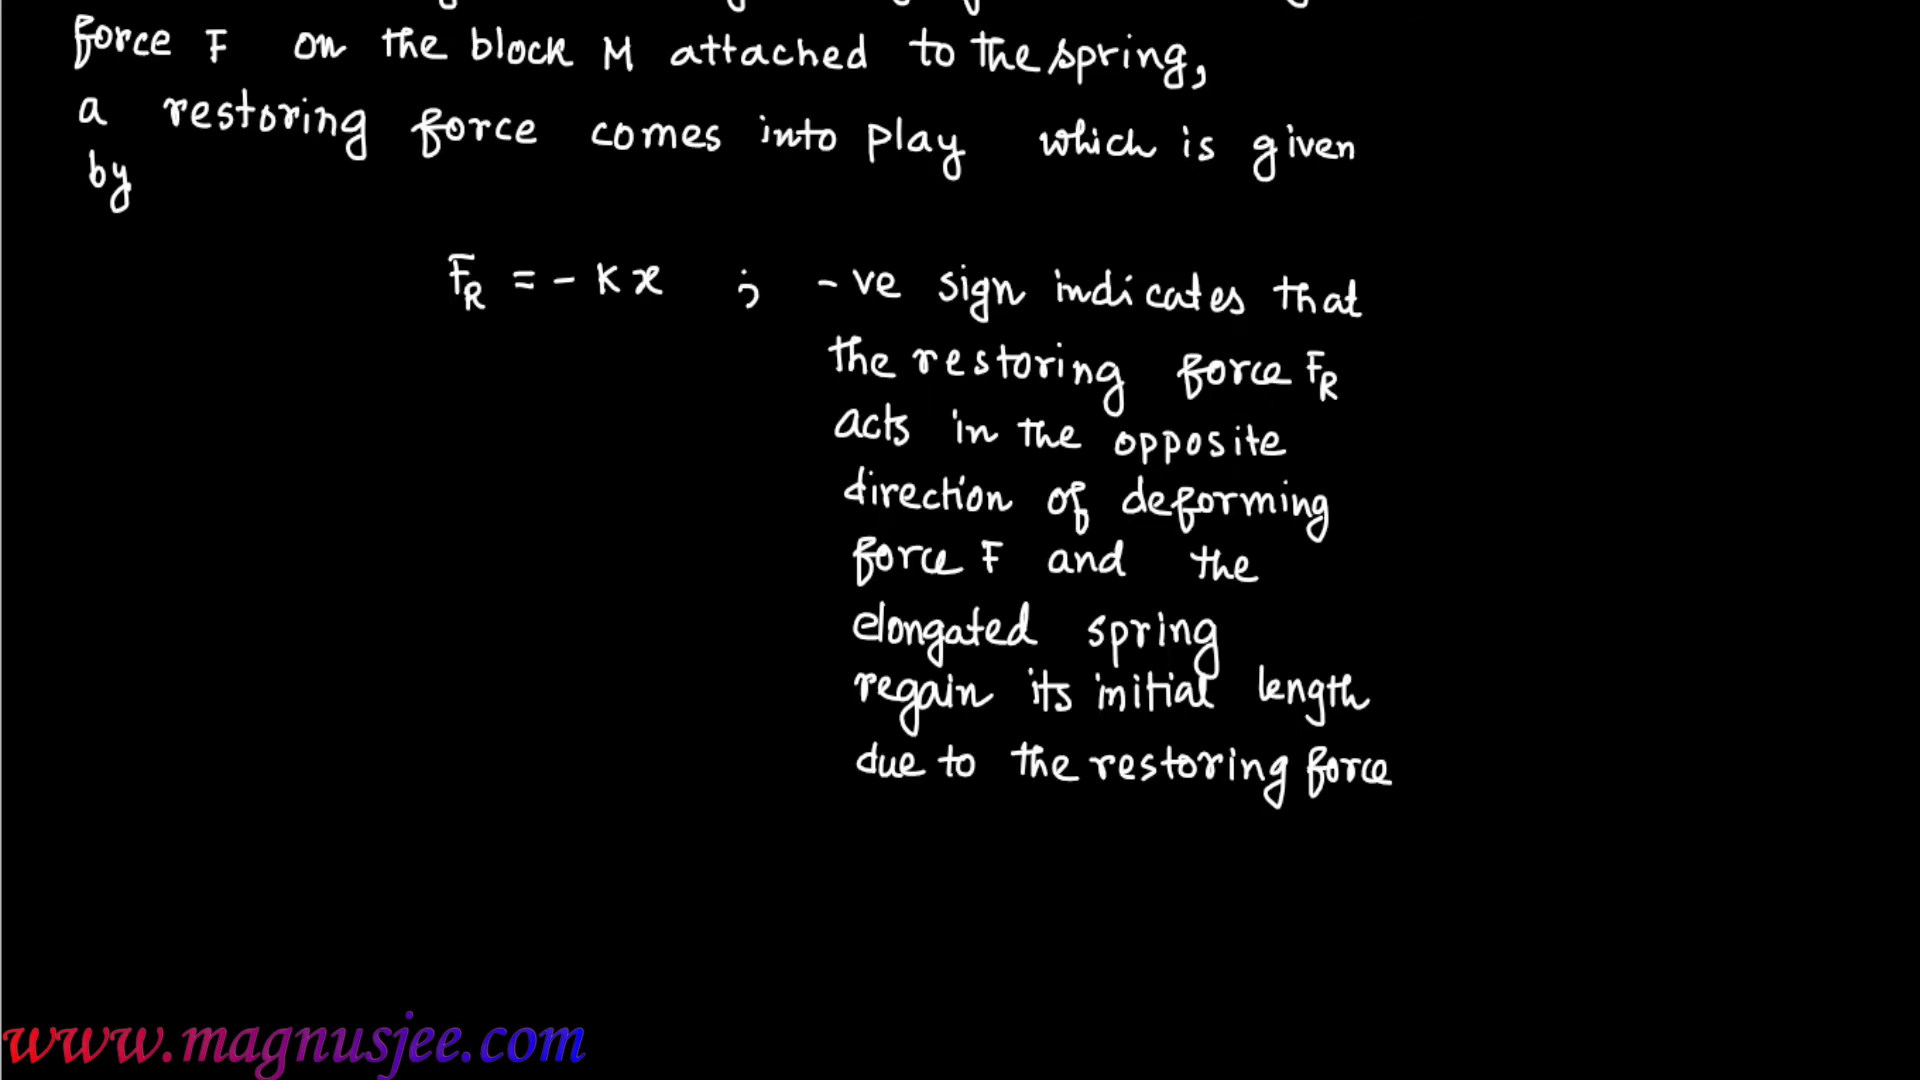 force F on the block M attached to the spring,
a restoring force comes into play which is given
by
F_R = - K x ; -ve sign indicates that
the restoring force F_R
acts in the opposite
direction of deforming
force F and the
elongated spring
regain its initial length
due to the restoring force
www.magnusjee.com